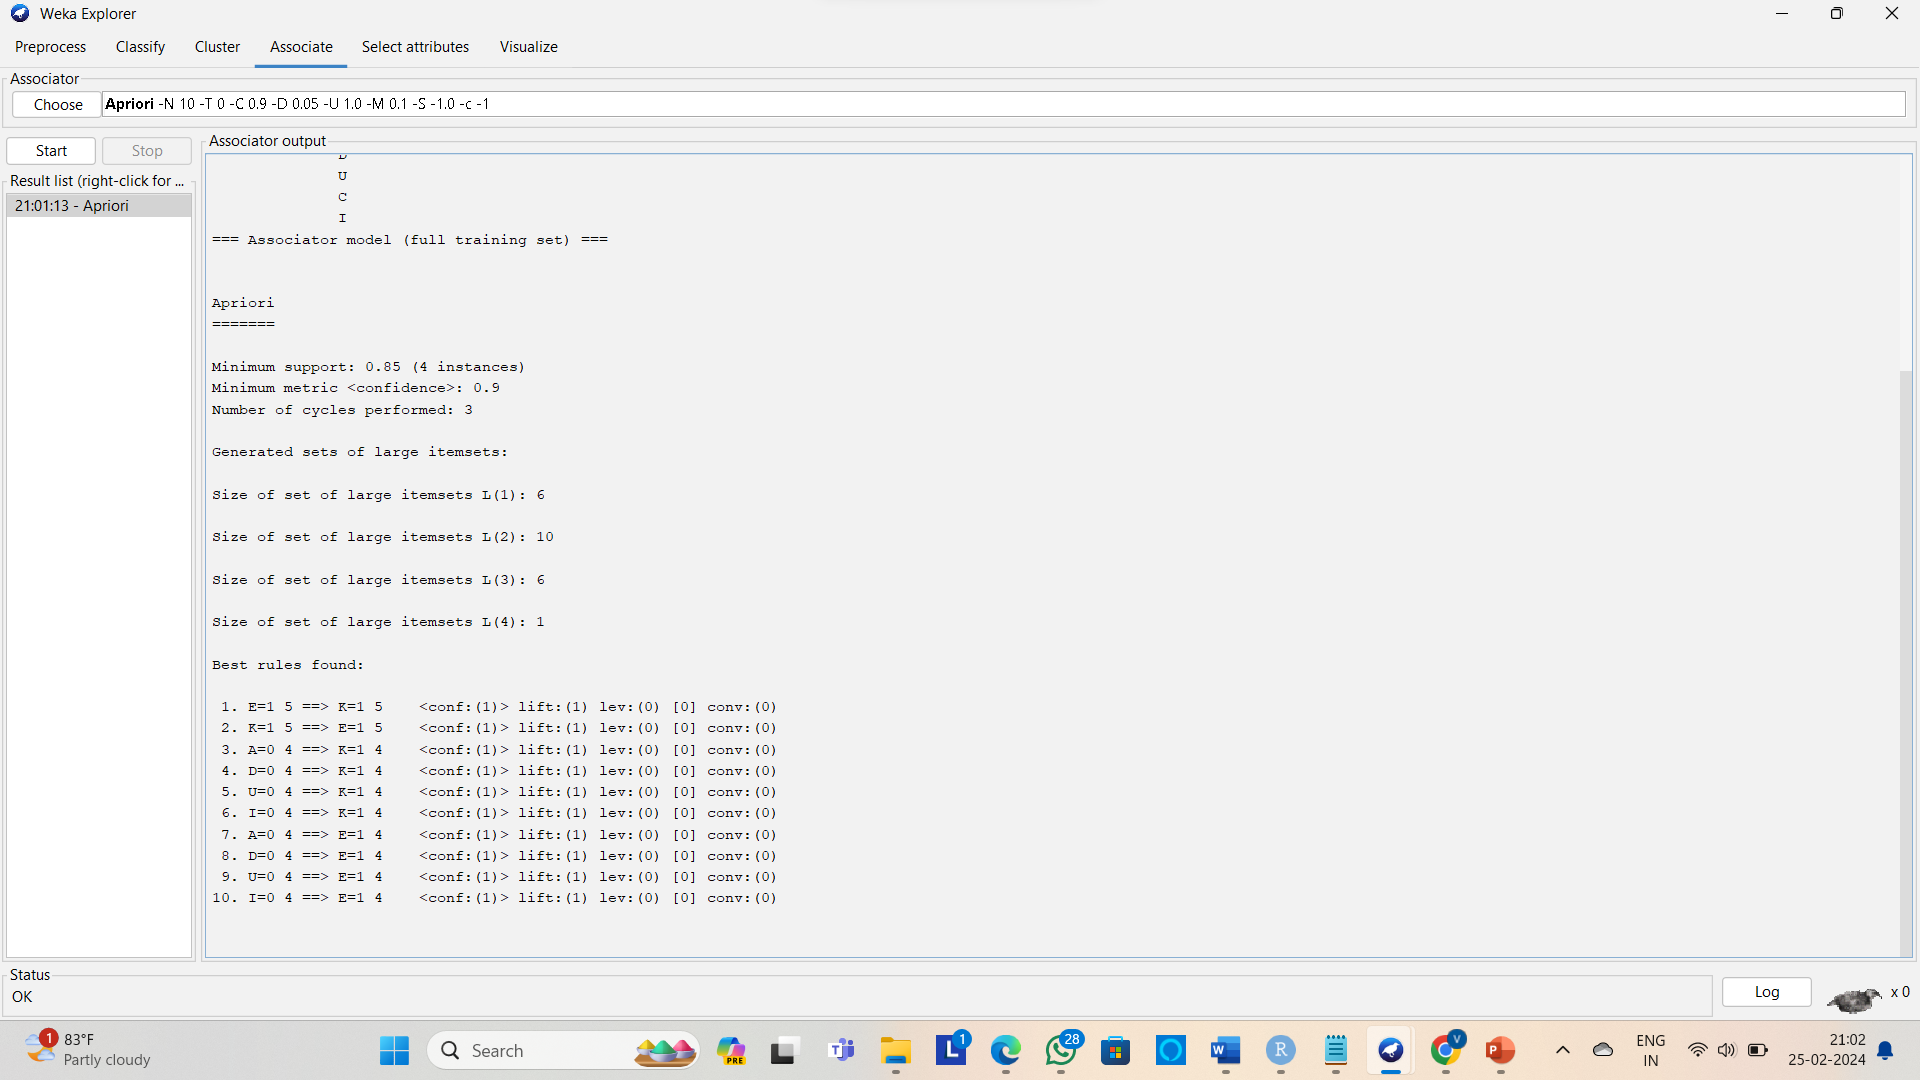 Weka Explorer
Preprocess Classify Cluster Associate Select attributes Visualize
Associator
Choose Apriori -N 10 -T 0 -C 0.9 -D 0.05 -U 1.0 -M 0.1 -S -1.0 -c -1
Start Stop
Associator output
Result list (right-click for ...
21:01:13 - Apriori
U
C
I
=== Associator model (full training set) ===
Apriori
=======
Minimum support: 0.85 (4 instances)
Minimum metric <confidence>: 0.9
Number of cycles performed: 3
Generated sets of large itemsets:
Size of set of large itemsets L(1): 6
Size of set of large itemsets L(2): 10
Size of set of large itemsets L(3): 6
Size of set of large itemsets L(4): 1
Best rules found:
1. E=1 5 ==> K=1 5 <conf:(1)> lift:(1) lev:(0) [0] conv:(0)
2. K=1 5 ==> E=1 5 <conf:(1)> lift:(1) lev:(0) [0] conv:(0)
3. A=0 4 ==> K=1 4 <conf:(1)> lift:(1) lev:(0) [0] conv:(0)
4. D=0 4 ==> K=1 4 <conf:(1)> lift:(1) lev:(0) [0] conv:(0)
5. U=0 4 ==> K=1 4 <conf:(1)> lift:(1) lev:(0) [0] conv:(0)
6. I=0 4 ==> K=1 4 <conf:(1)> lift:(1) lev:(0) [0] conv:(0)
7. A=0 4 ==> E=1 4 <conf:(1)> lift:(1) lev:(0) [0] conv:(0)
8. D=0 4 ==> E=1 4 <conf:(1)> lift:(1) lev:(0) [0] conv:(0)
9. U=0 4 ==> E=1 4 <conf:(1)> lift:(1) lev:(0) [0] conv:(0)
10. I=0 4 ==> E=1 4 <conf:(1)> lift:(1) lev:(0) [0] conv:(0)
Status
OK
Log
x 0
1
83°F
Partly cloudy
Search
PRE
T
L
1
28
W
R
V
P
ENG
IN
21:02
25-02-2024